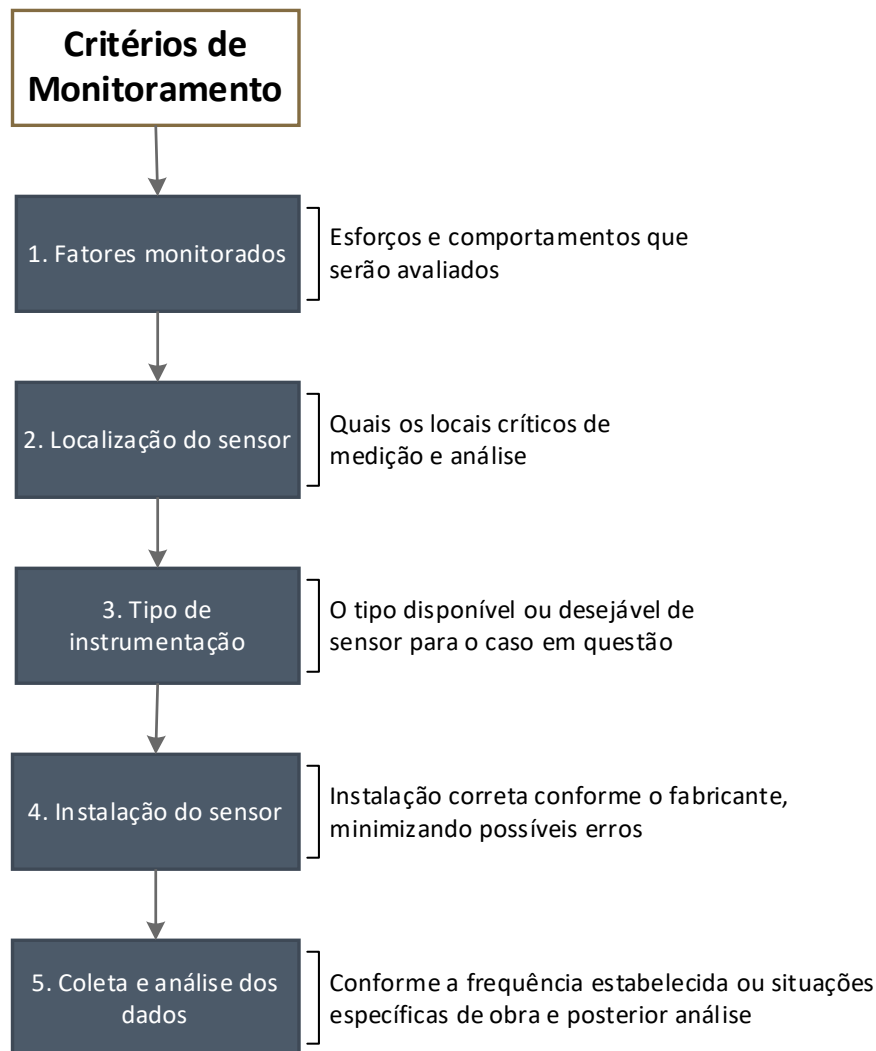 Critérios de
Monitoramento
1. Fatores monitorados
Esforços e comportamentos que
serão avaliados
2. Localização do sensor
Quais os locais críticos de
medição e análise
3. Tipo de
instrumentação
O tipo disponível ou desejável de
sensor para o caso em questão
4. Instalação do sensor
Instalação correta conforme o fabricante,
minimizando possíveis erros
5. Coleta e análise dos
dados
Conforme a frequência estabelecida ou situações
específicas de obra e posterior análise